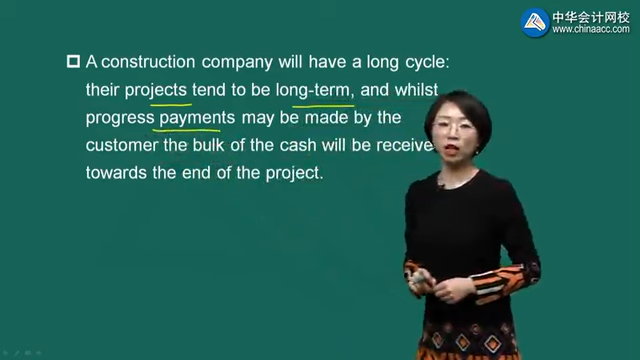 中华会计网校
www.chinaacc.com
A construction company will have a long cycle:
their projects tend to be long-term, and whilst
progress payments may be made by the
customer the bulk of the cash will be receive
towards the end of the project.